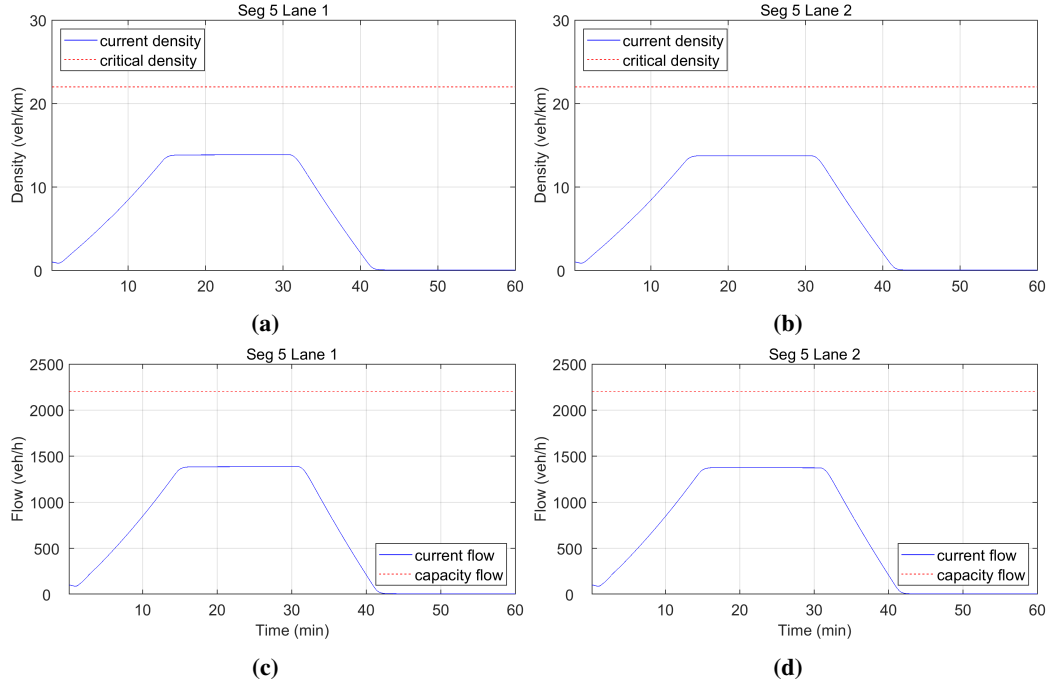 Seg 5 Lane 1
30
20
10
0
Density (veh/km)
current density
critical density
10 20 30 40 50 60
(a)
Seg 5 Lane 2
30
20
10
0
Density (veh/km)
current density
critical density
10 20 30 40 50 60
(b)
Seg 5 Lane 1
2500
2000
1500
1000
500
0
Flow (veh/h)
current flow
capacity flow
10 20 30 40 50 60
Time (min)
(c)
Seg 5 Lane 2
2500
2000
1500
1000
500
0
Flow (veh/h)
current flow
capacity flow
10 20 30 40 50 60
Time (min)
(d)